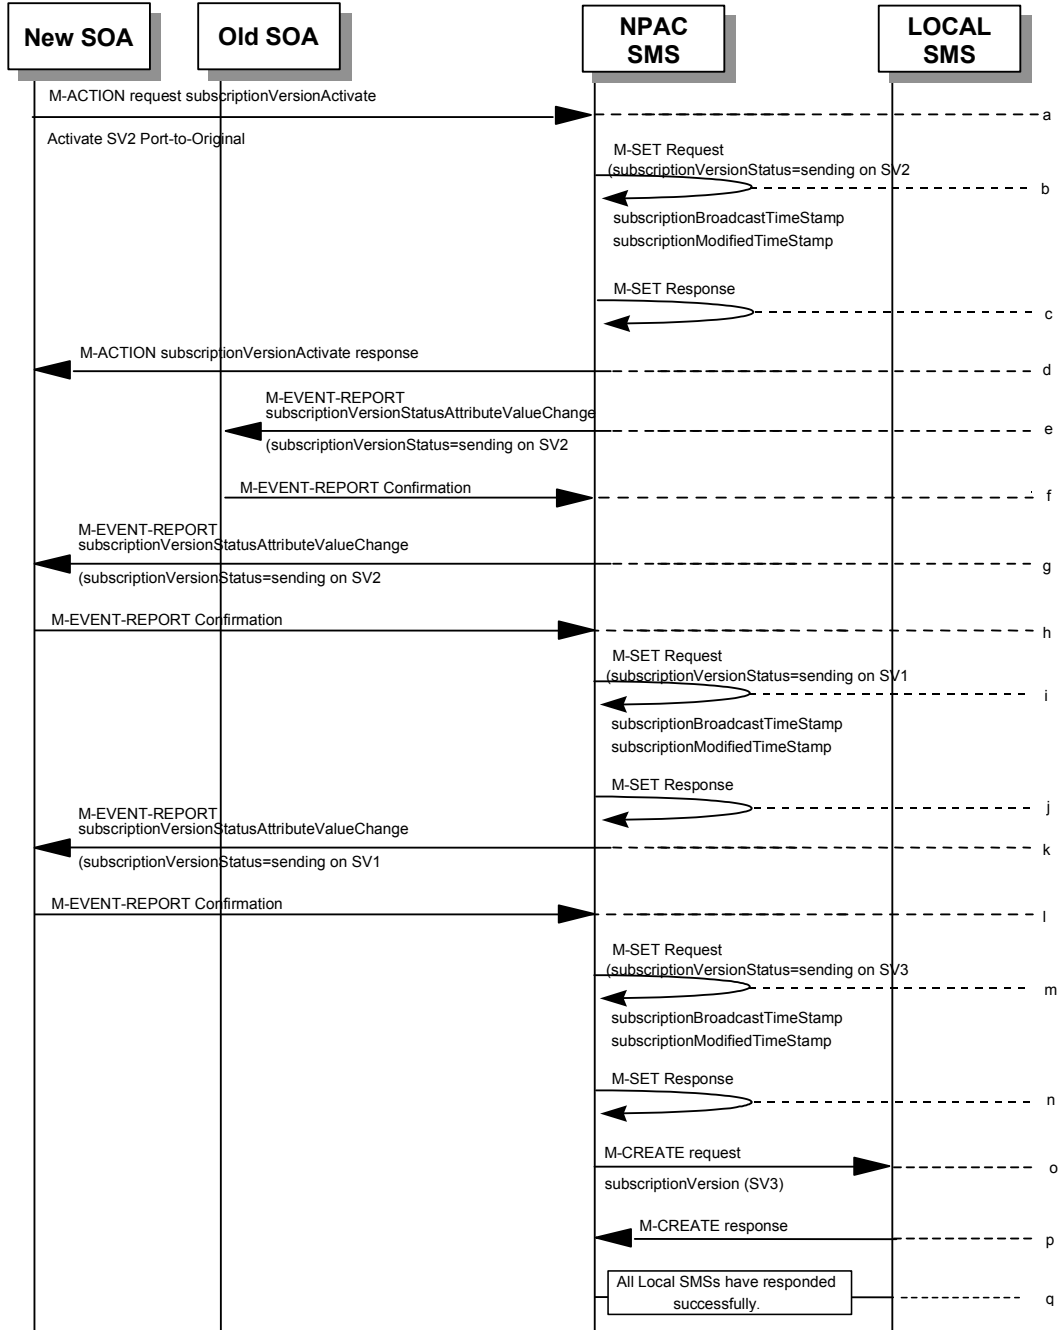 New SOA
Old SOA
NPAC
SMS
LOCAL
SMS
M-ACTION request subscriptionVersionActivate
a
Activate SV2 Port-to-Original
M-SET Request
(subscriptionVersionStatus=sending on SV2
b
subscriptionBroadcastTimeStamp
subscriptionModifiedTimeStamp
M-SET Response
c
M-ACTION subscriptionVersionActivate response
d
M-EVENT-REPORT
subscriptionVersionStatusAttributeValueChange
e
(subscriptionVersionStatus=sending on SV2
M-EVENT-REPORT Confirmation
f
M-EVENT-REPORT
subscriptionVersionStatusAttributeValueChange
g
(subscriptionVersionStatus=sending on SV2
M-EVENT-REPORT Confirmation
h
M-SET Request
(subscriptionVersionStatus=sending on SV1
i
subscriptionBroadcastTimeStamp
subscriptionModifiedTimeStamp
M-SET Response
j
M-EVENT-REPORT
subscriptionVersionStatusAttributeValueChange
k
(subscriptionVersionStatus=sending on SV1
M-EVENT-REPORT Confirmation
l
M-SET Request
(subscriptionVersionStatus=sending on SV3
m
subscriptionBroadcastTimeStamp
subscriptionModifiedTimeStamp
M-SET Response
n
M-CREATE request
o
subscriptionVersion (SV3)
M-CREATE response
p
All Local SMSs have responded
successfully.
q